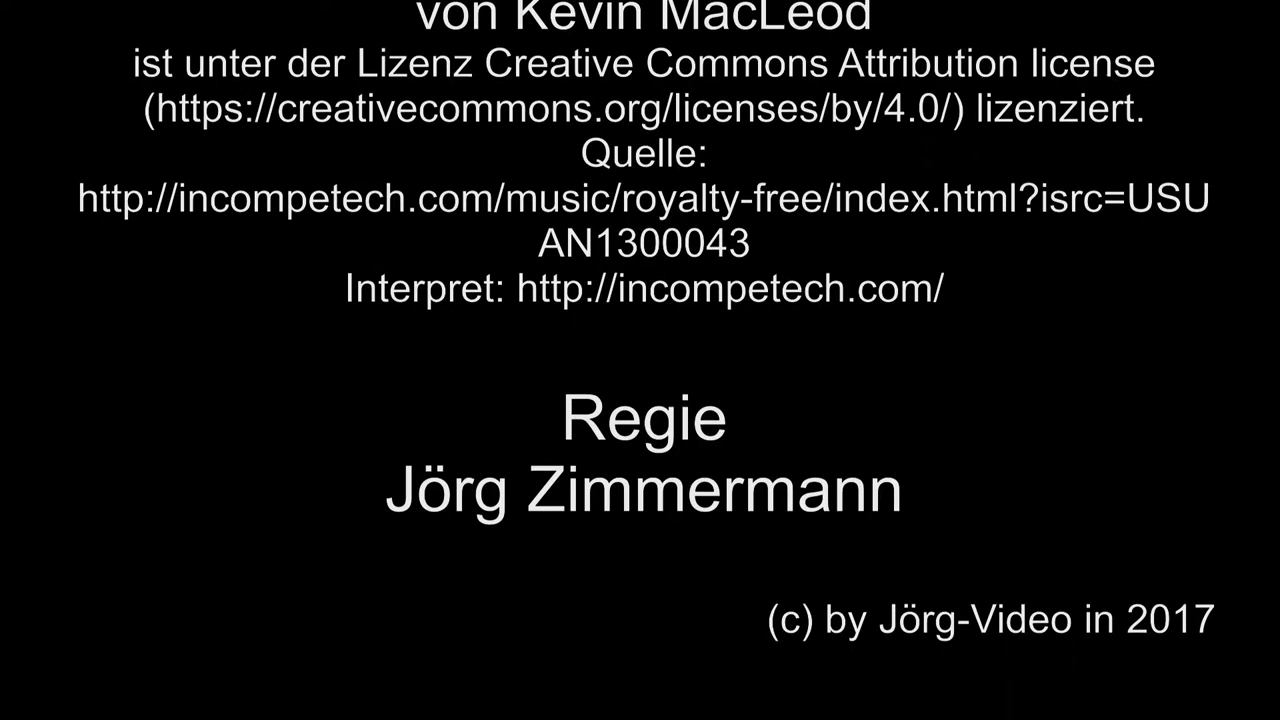 von Kevin MacLeod
ist unter der Lizenz Creative Commons Attribution license
(https://creativecommons.org/licenses/by/4.0/) lizenziert.
Quelle:
http://incompetech.com/music/royalty-free/index.html?isrc=USU
AN1300043
Interpret: http://incompetech.com/
Regie
Jörg Zimmermann
(c) by Jörg-Video in 2017